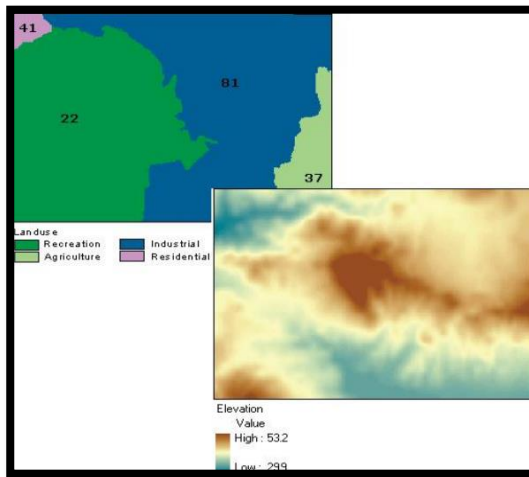 41
81
22
37
Landuse
Recreation Industrial
Agriculture Residential
Elevation
Value
High : 53.2
Low : 299